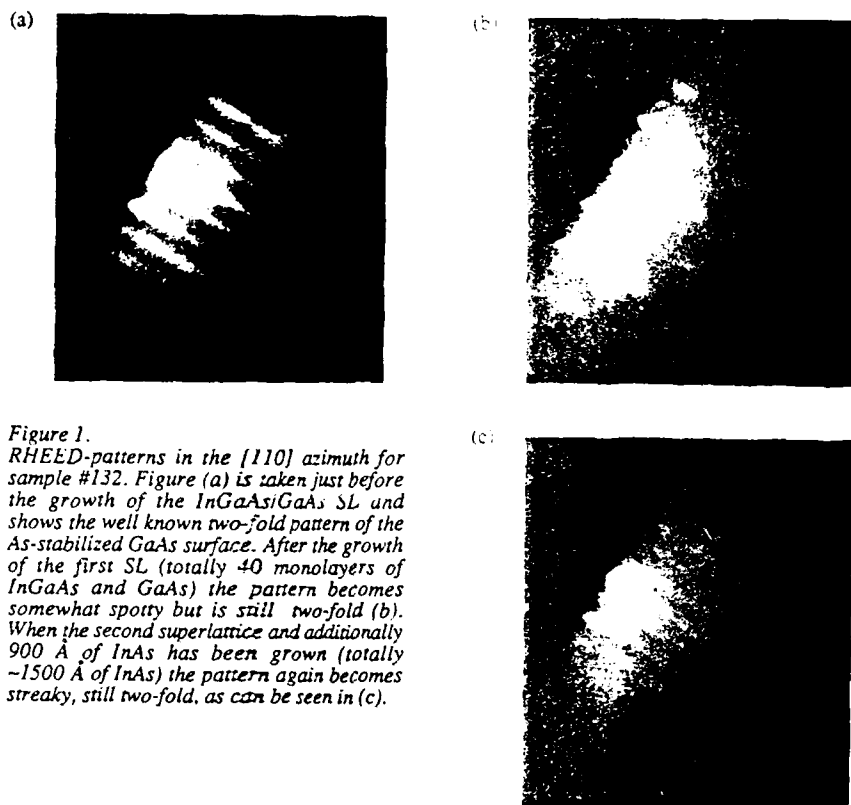 (a)
(b)
Figure 1.
RHEED-patterns in the [110] azimuth for
sample #132. Figure (a) is taken just before
the growth of the InGaAs/GaAs SL and
shows the well known two-fold pattern of the
As-stabilized GaAs surface. After the growth
of the first SL (totally 40 monolayers of
InGaAs and GaAs) the pattern becomes
somewhat spotty but is still two-fold (b).
When the second superlattice and additionally
900 Å of InAs has been grown (totally
~1500 Å of InAs) the pattern again becomes
streaky, still two-fold, as can be seen in (c).
(c)